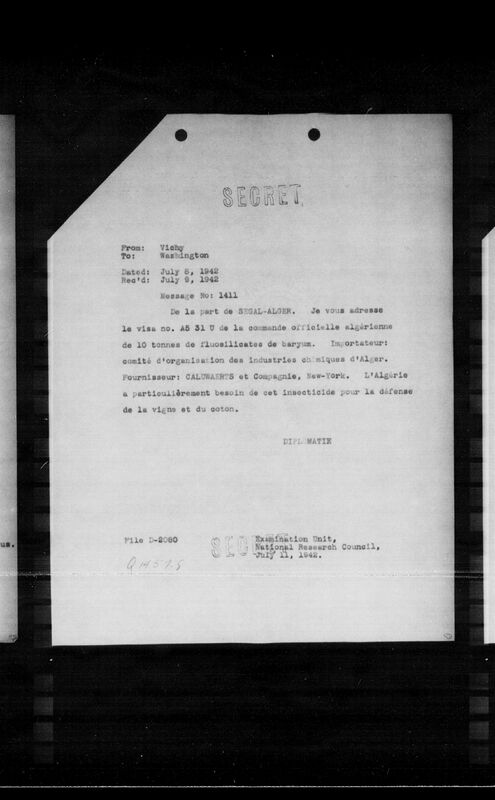 SECRET
From: Vichy
To: Washington
Dated: July 8, 1942
Rec'd: July 9, 1942
Message No: 1411
De la part de SEGAL-ALGER. Je vous adresse
le visa no. A5 31 U de la commande officielle algérienne
de 10 tonnes de fluosilicates de baryum. Importateur:
comité d'organisation des industries chimiques d'Alger.
Fournisseur: CALUWAERTS et Compagnie, New-York. L'Algérie
a particulièrement besoin de cet insecticide pour la défense
de la vigne et du coton.
DIPLOMATIE
us.
File D-2080
SECRET
Examination Unit,
National Research Council,
July 11, 1942.